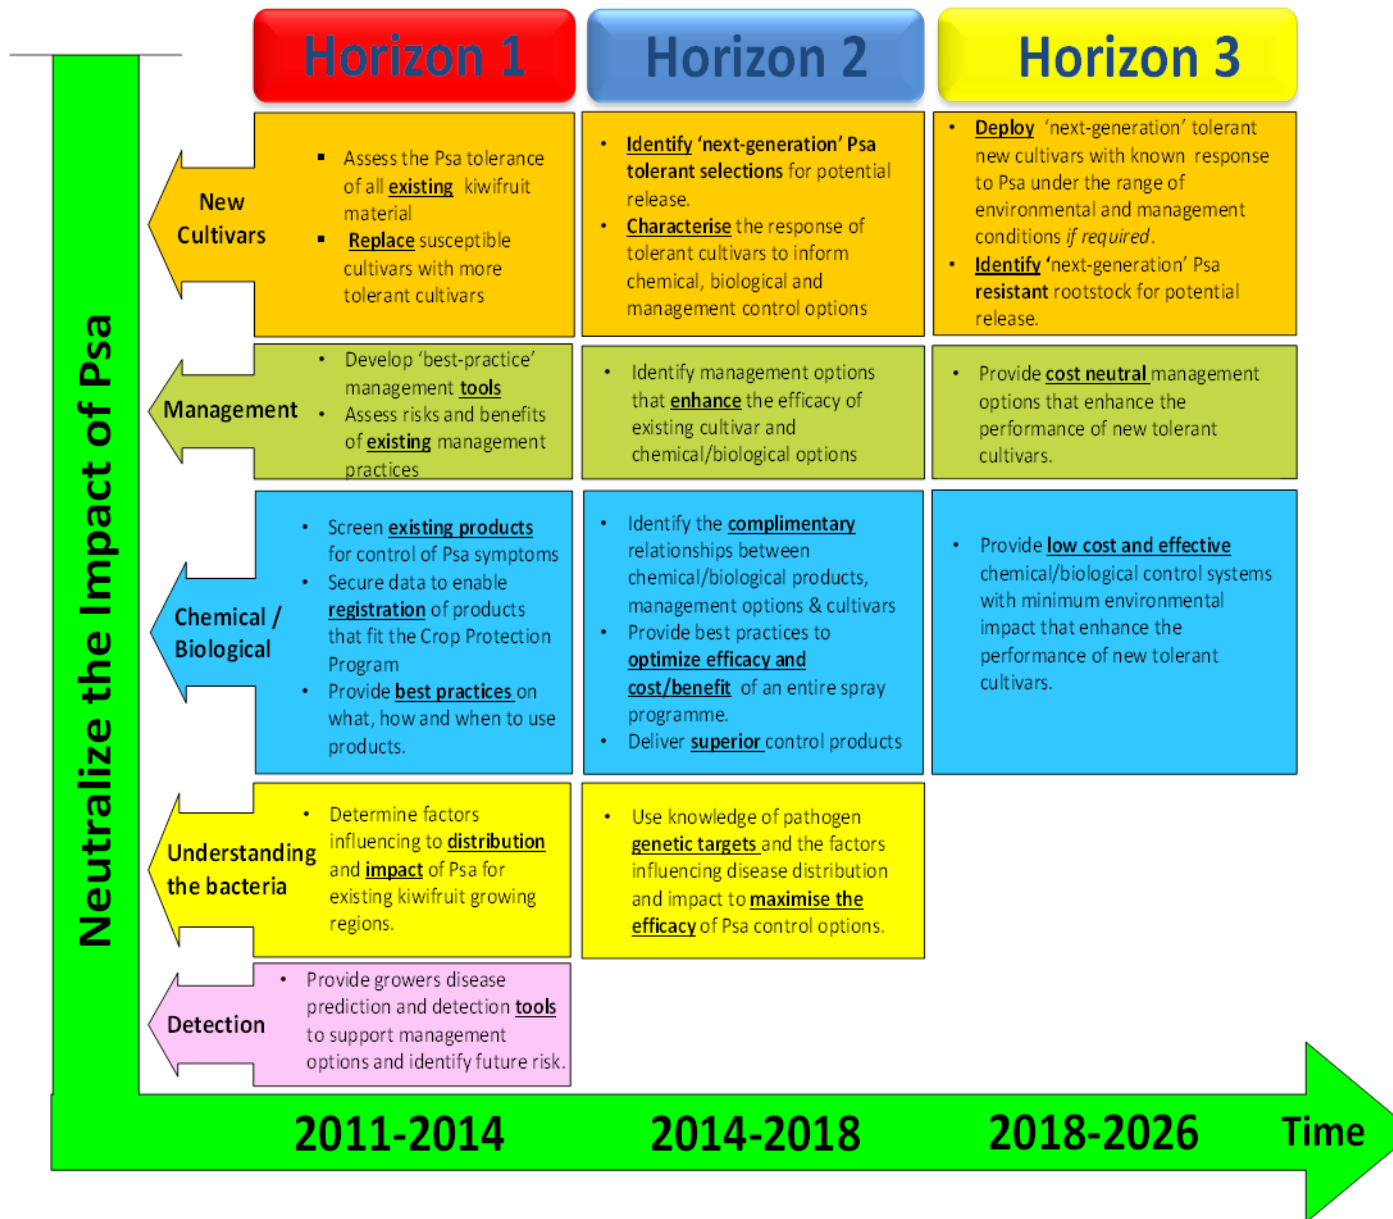 Horizon 1
Horizon 2
Horizon 3
Neutralize the Impact of Psa
New
Cultivars
▪ Assess the Psa tolerance
of all existing kiwifruit
material
▪ Replace susceptible
cultivars with more
tolerant cultivars
• Identify ‘next-generation’ Psa
tolerant selections for potential
release.
• Characterise the response of
tolerant cultivars to inform
chemical, biological and
management control options
• Deploy ‘next-generation’ tolerant
new cultivars with known response
to Psa under the range of
environmental and management
conditions if required.
• Identify ‘next-generation’ Psa
resistant rootstock for potential
release.
Management
• Develop ‘best-practice’
management tools
• Assess risks and benefits
of existing management
practices
• Identify management options
that enhance the efficacy of
existing cultivar and
chemical/biological options
• Provide cost neutral management
options that enhance the
performance of new tolerant
cultivars.
Chemical /
Biological
• Screen existing products
for control of Psa symptoms
• Secure data to enable
registration of products
that fit the Crop Protection
Program
• Provide best practices on
what, how and when to use
products.
• Identify the complimentary
relationships between
chemical/biological products,
management options & cultivars
• Provide best practices to
optimize efficacy and
cost/benefit of an entire spray
programme.
• Deliver superior control products
• Provide low cost and effective
chemical/biological control systems
with minimum environmental
impact that enhance the
performance of new tolerant
cultivars.
Understanding
the bacteria
• Determine factors
influencing to distribution
and impact of Psa for
existing kiwifruit growing
regions.
• Use knowledge of pathogen
genetic targets and the factors
influencing disease distribution
and impact to maximise the
efficacy of Psa control options.
Detection
• Provide growers disease
prediction and detection tools
to support management
options and identify future risk.
2011-2014
2014-2018
2018-2026
Time